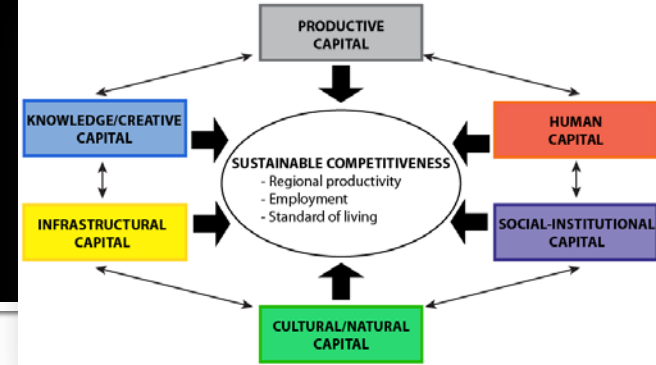 PRODUCTIVE
CAPITAL
KNOWLEDGE/CREATIVE
CAPITAL
HUMAN
CAPITAL
SUSTAINABLE COMPETITIVENESS
- Regional productivity
- Employment
- Standard of living
INFRASTRUCTURAL
CAPITAL
SOCIAL-INSTITUTIONAL
CAPITAL
CULTURAL/NATURAL
CAPITAL